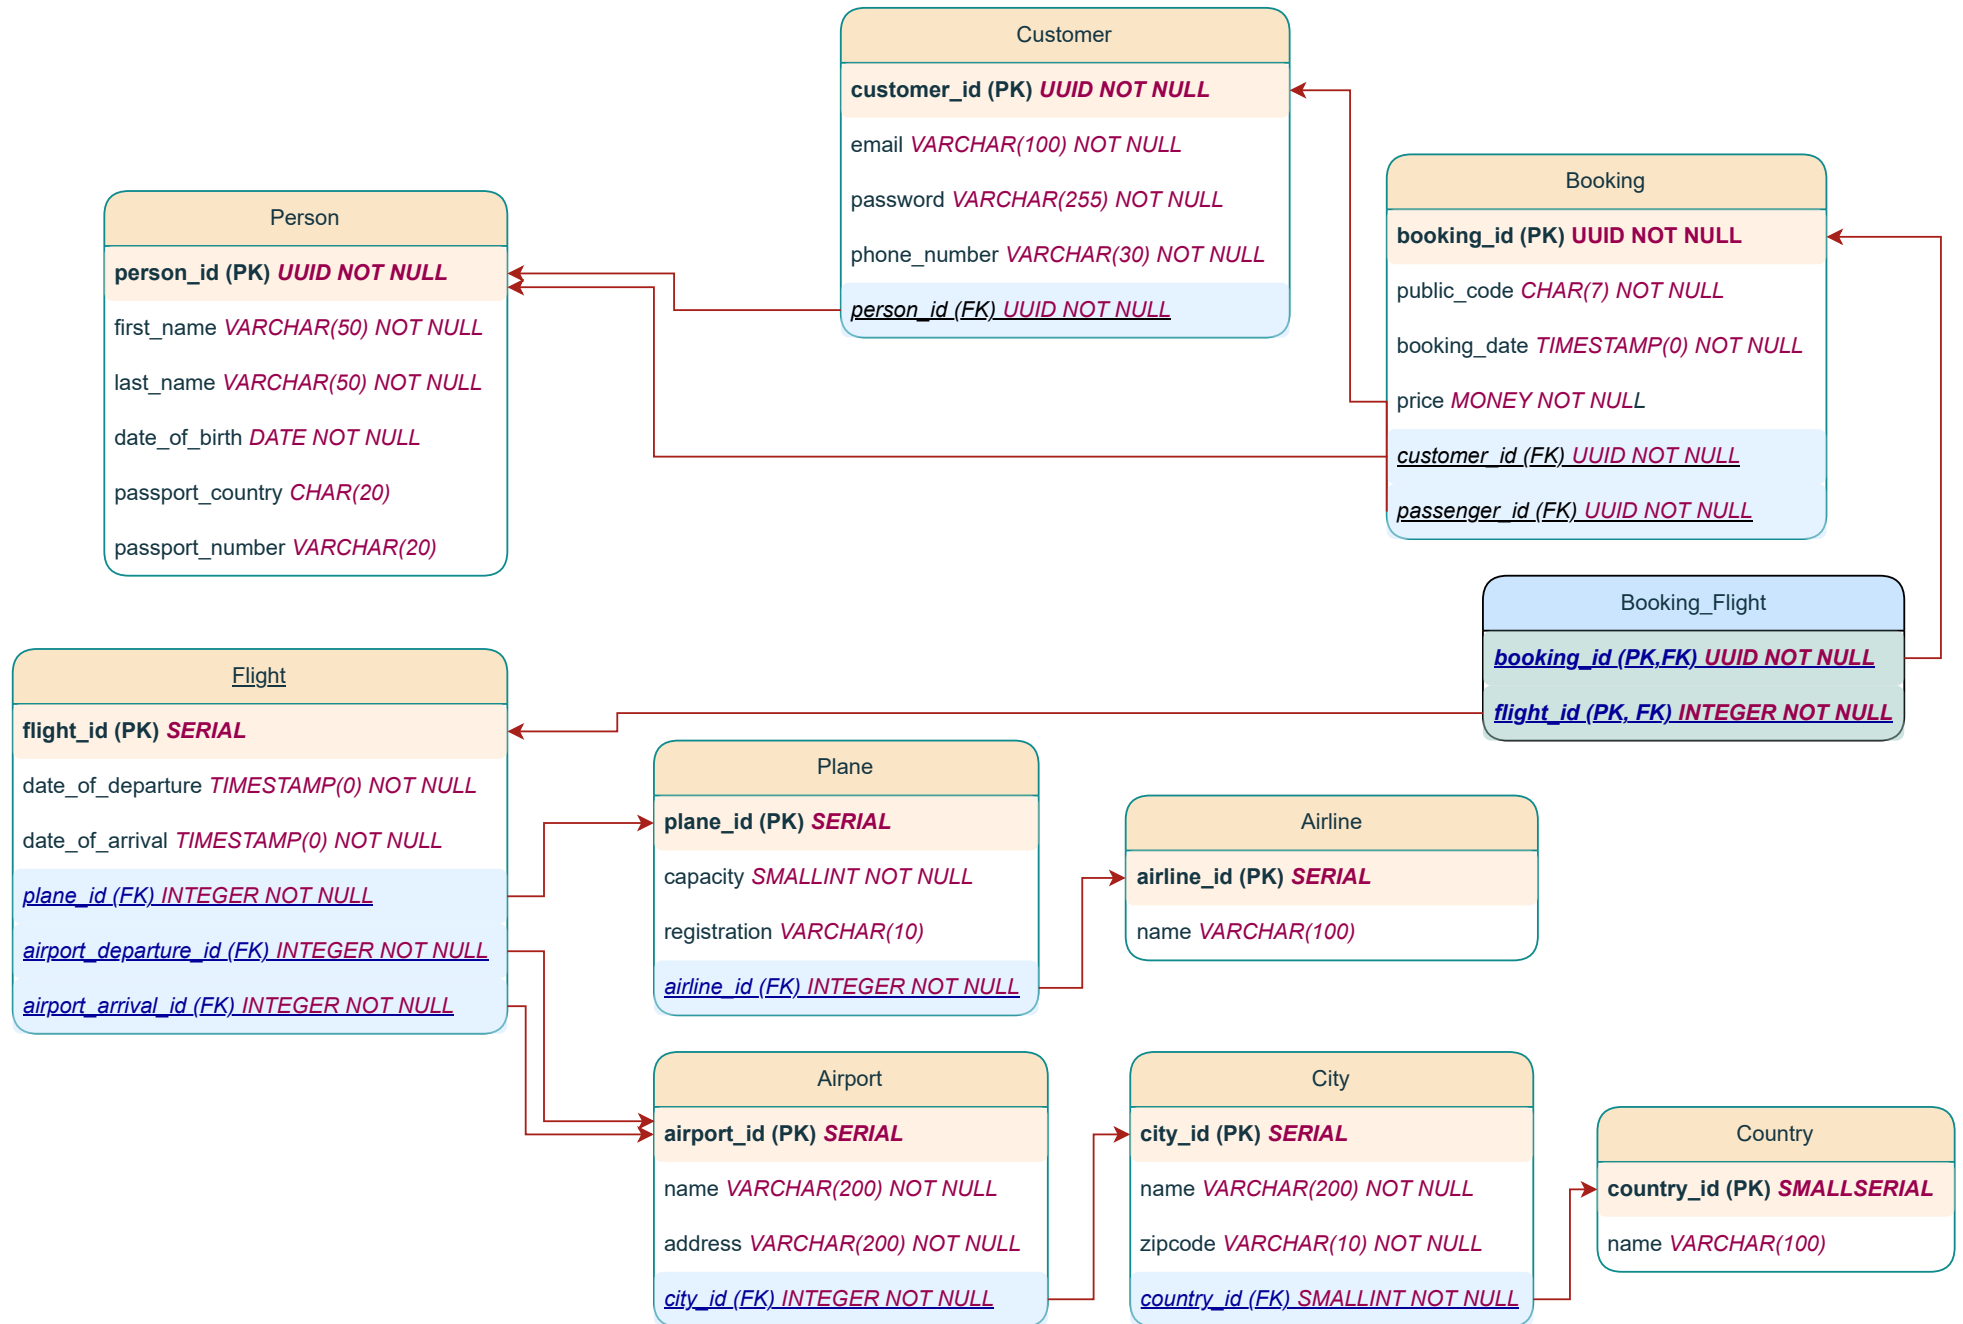 Customer
customer_id (PK) UUID NOT NULL
email VARCHAR(100) NOT NULL
password VARCHAR(255) NOT NULL
phone_number VARCHAR(30) NOT NULL
person_id (FK) UUID NOT NULL
Booking
booking_id (PK) UUID NOT NULL
public_code CHAR(7) NOT NULL
booking_date TIMESTAMP(0) NOT NULL
price MONEY NOT NULL
customer_id (FK) UUID NOT NULL
passenger_id (FK) UUID NOT NULL
Person
person_id (PK) UUID NOT NULL
first_name VARCHAR(50) NOT NULL
last_name VARCHAR(50) NOT NULL
date_of_birth DATE NOT NULL
passport_country CHAR(20)
passport_number VARCHAR(20)
Booking_Flight
booking_id (PK,FK) UUID NOT NULL
flight_id (PK, FK) INTEGER NOT NULL
Flight
flight_id (PK) SERIAL
date_of_departure TIMESTAMP(0) NOT NULL
date_of_arrival TIMESTAMP(0) NOT NULL
plane_id (FK) INTEGER NOT NULL
airport_departure_id (FK) INTEGER NOT NULL
airport_arrival_id (FK) INTEGER NOT NULL
Plane
plane_id (PK) SERIAL
capacity SMALLINT NOT NULL
registration VARCHAR(10)
airline_id (FK) INTEGER NOT NULL
Airline
airline_id (PK) SERIAL
name VARCHAR(100)
Airport
airport_id (PK) SERIAL
name VARCHAR(200) NOT NULL
address VARCHAR(200) NOT NULL
city_id (FK) INTEGER NOT NULL
City
city_id (PK) SERIAL
name VARCHAR(200) NOT NULL
zipcode VARCHAR(10) NOT NULL
country_id (FK) SMALLINT NOT NULL
Country
country_id (PK) SMALLSERIAL
name VARCHAR(100)